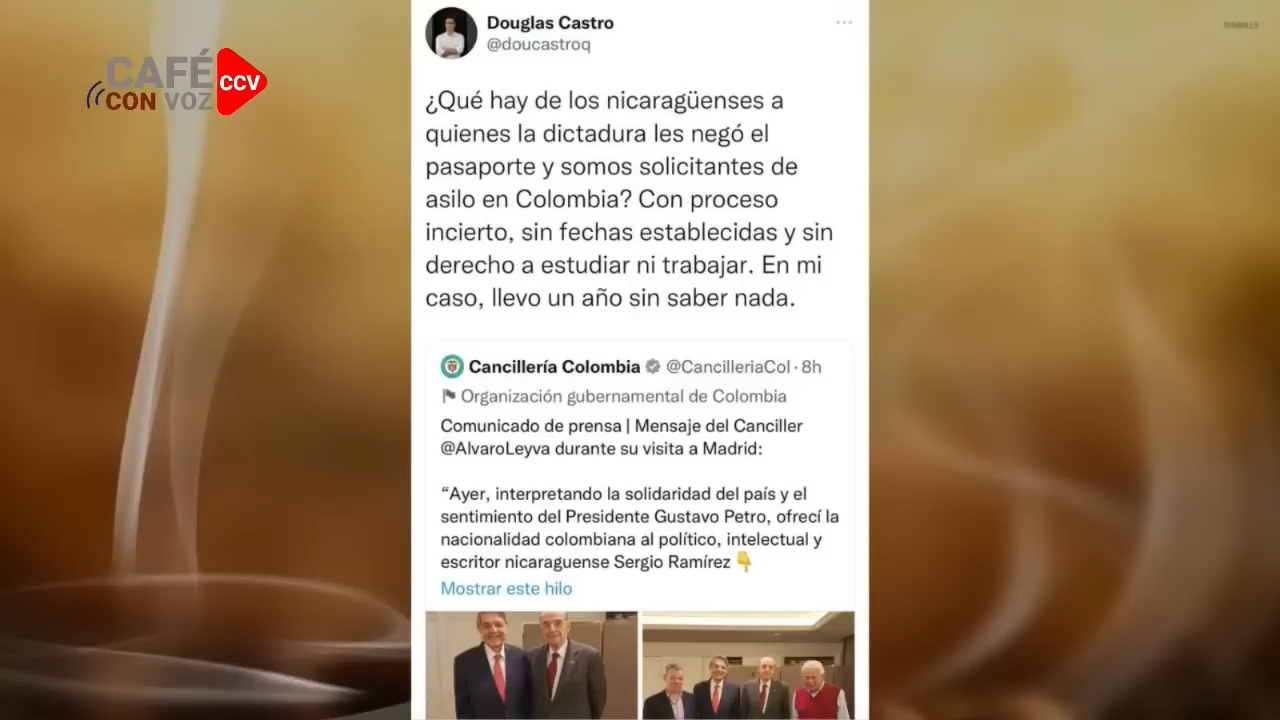 CAFÉ
CON VOZ
CCV
Douglas Castro
@doucastroq
¿Qué hay de los nicaragüenses a
quienes la dictadura les negó el
pasaporte y somos solicitantes de
asilo en Colombia? Con proceso
incierto, sin fechas establecidas y sin
derecho a estudiar ni trabajar. En mi
caso, llevo un año sin saber nada.
Cancillería Colombia @CancilleriaCol · 8h
Organización gubernamental de Colombia
Comunicado de prensa | Mensaje del Canciller
@AlvaroLeyva durante su visita a Madrid:
“Ayer, interpretando la solidaridad del país y el
sentimiento del Presidente Gustavo Petro, ofrecí la
nacionalidad colombiana al político, intelectual y
escritor nicaraguense Sergio Ramírez 👇
Mostrar este hilo